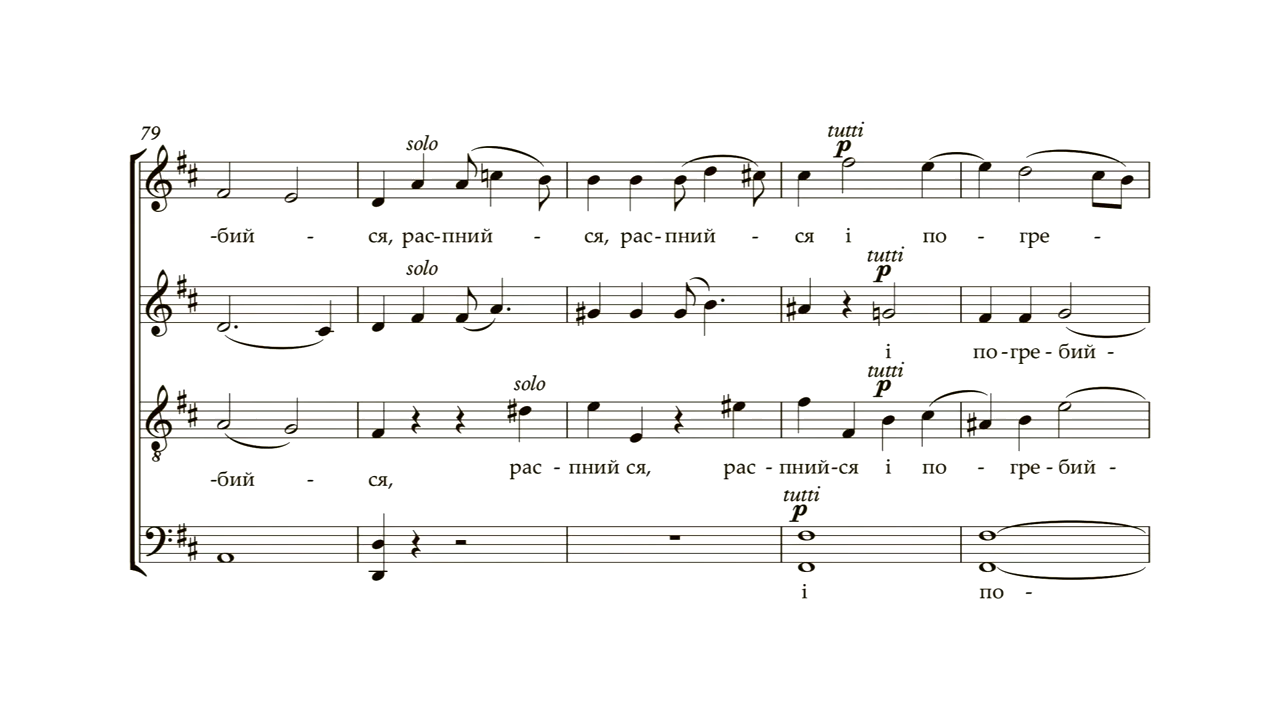 79
solo
tutti
p
-бий - ся, рас-пний - ся, рас-пний - ся і по - гре -
solo
tutti
p
і по-гре-бий -
solo
tutti
p
-бий - ся, рас - пний ся, рас - пний-ся і по - гре-бий -
8
tutti
p
і по -